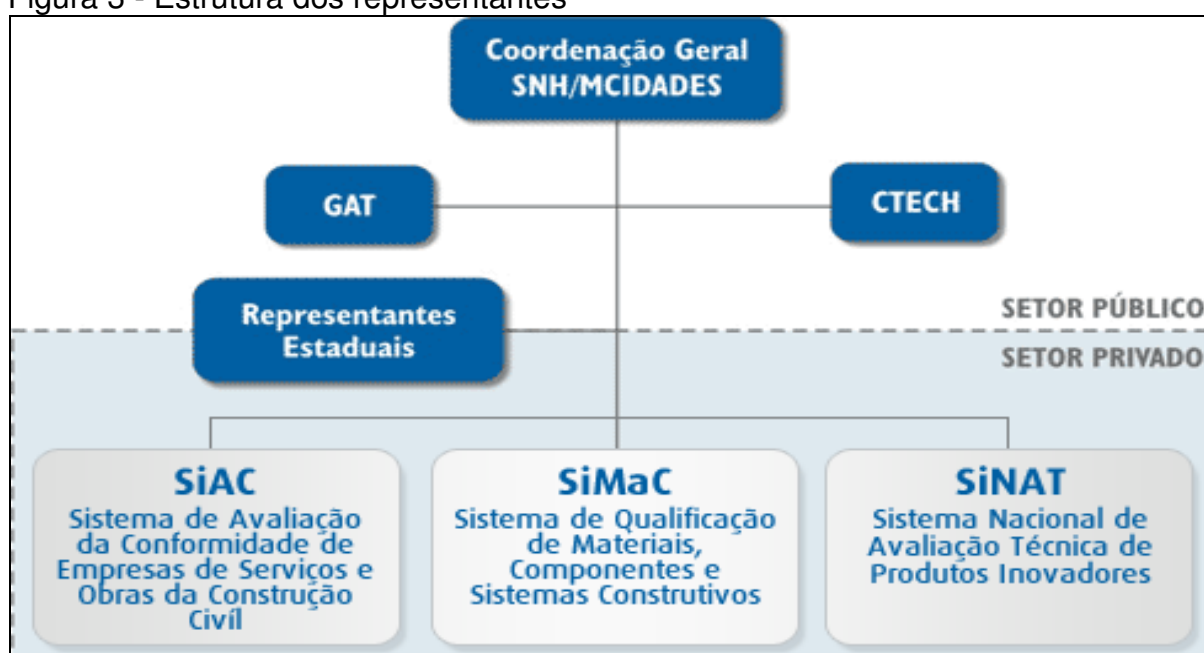 Figura 3 - Estrutura dos representantes
Coordenação Geral
SNH/MCIDADES
GAT
CTECH
Representantes
Estaduais
SETOR PÚBLICO
SETOR PRIVADO
SiAC
Sistema de Avaliação
da Conformidade de
Empresas de Serviços e
Obras da Construção
Civíl
SiMaC
Sistema de Qualificação
de Materiais,
Componentes e
Sistemas Construtivos
SiNAT
Sistema Nacional de
Avaliação Técnica de
Produtos Inovadores